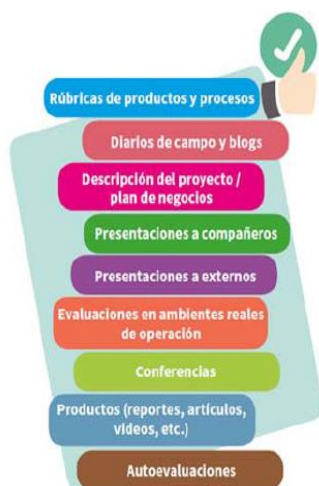 Rúbricas de productos y procesos
Diarios de campo y blogs
Descripción del proyecto /
plan de negocios
Presentaciones a compañeros
Presentaciones a externos
Evaluaciones en ambientes reales
de operación
Conferencias
Productos (reportes, artículos,
videos, etc.)
Autoevaluaciones